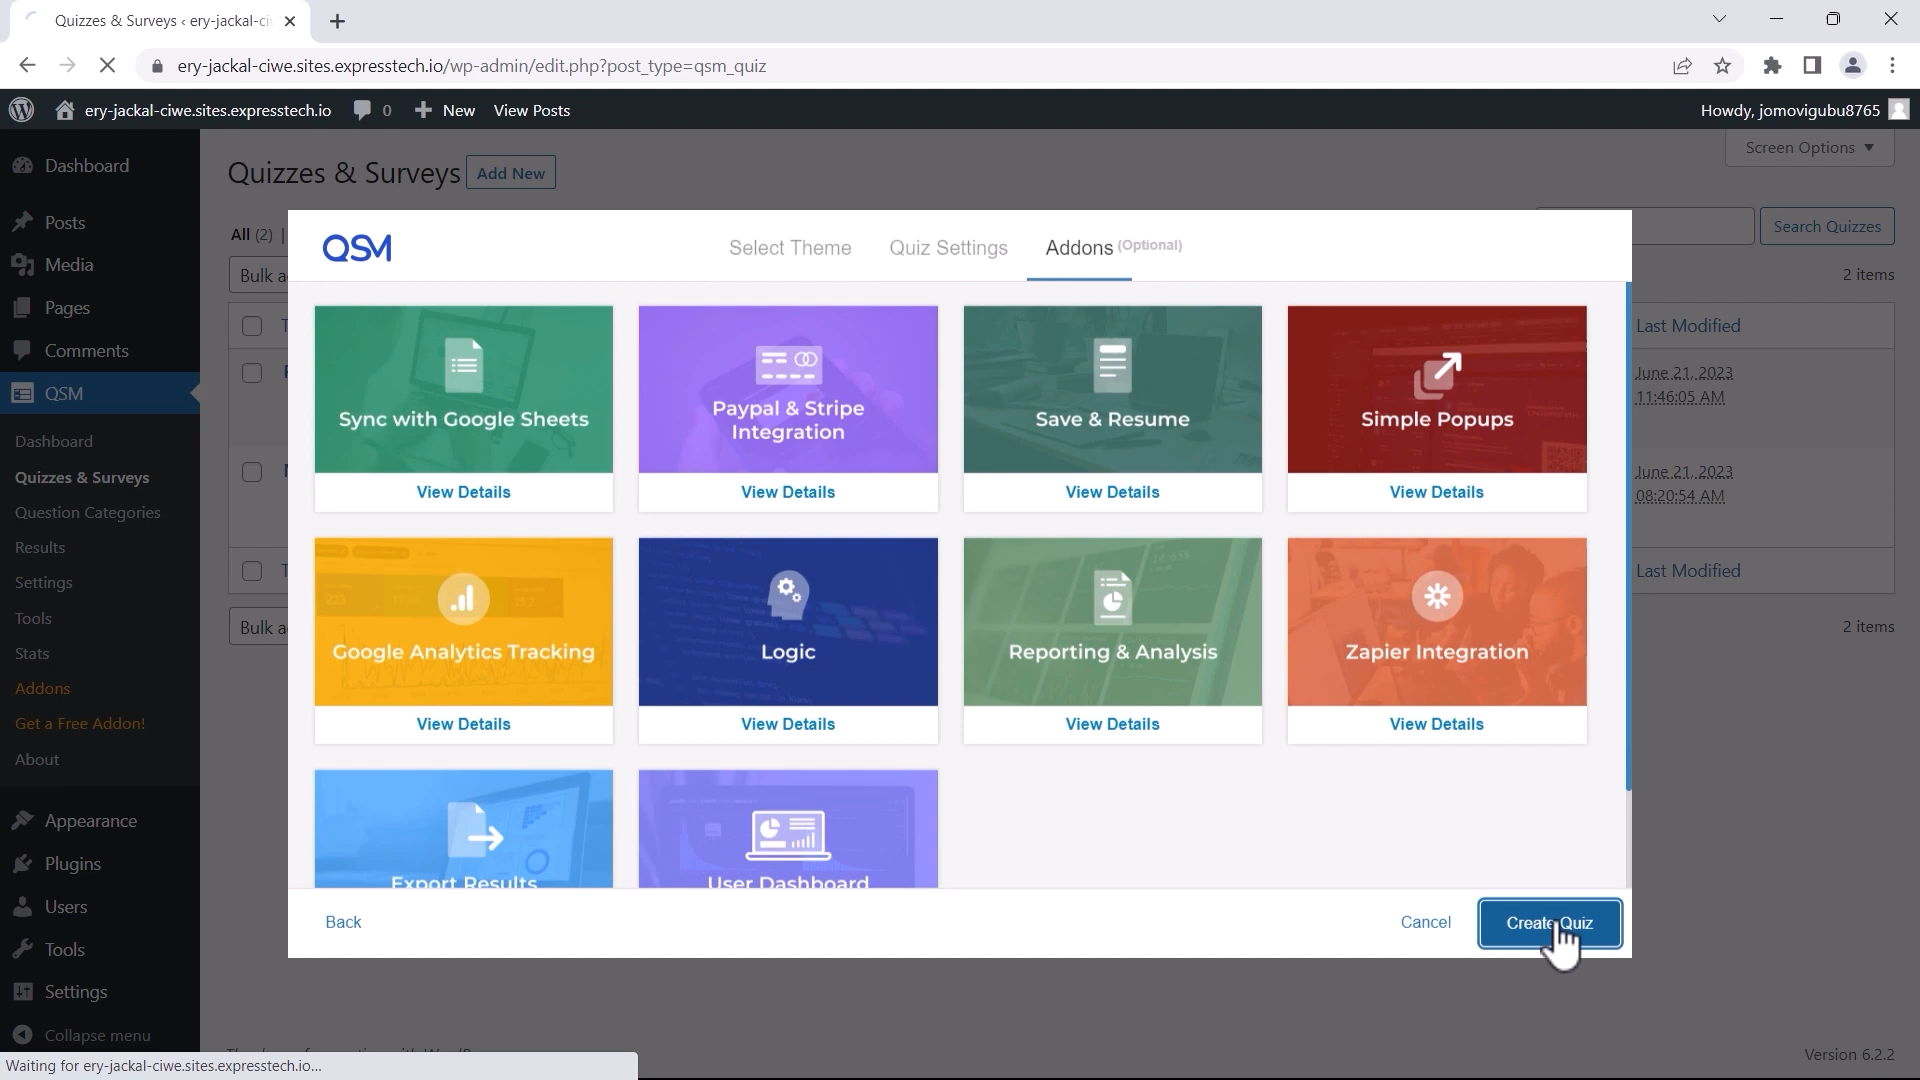 Quizzes & Surveys ‹ ery-jackal-ci
ery-jackal-ciwe.sites.expresstech.io/wp-admin/edit.php?post_type=qsm_quiz
ery-jackal-ciwe.sites.expresstech.io
0
New
View Posts
Howdy, jomovigubu8765
Dashboard
Posts
Media
Pages
Comments
QSM
Dashboard
Quizzes & Surveys
Question Categories
Results
Settings
Tools
Stats
Addons
Get a Free Addon!
About
Appearance
Plugins
Users
Tools
Settings
Collapse menu
Quizzes & Surveys
Add New
Screen Options
All (2) |
Search Quizzes
Bulk a
2 items
Last Modified
June 21, 2023
11:46:05 AM
June 21, 2023
08:20:54 AM
Last Modified
Bulk a
2 items
QSM
Select Theme
Quiz Settings
Addons (Optional)
Sync with Google Sheets
View Details
Paypal & Stripe
Integration
View Details
Save & Resume
View Details
Simple Popups
View Details
Google Analytics Tracking
View Details
Logic
View Details
Reporting & Analysis
View Details
Zapier Integration
View Details
Export Results
User Dashboard
Back
Cancel
Create Quiz
Version 6.2.2
Waiting for ery-jackal-ciwe.sites.expresstech.io...